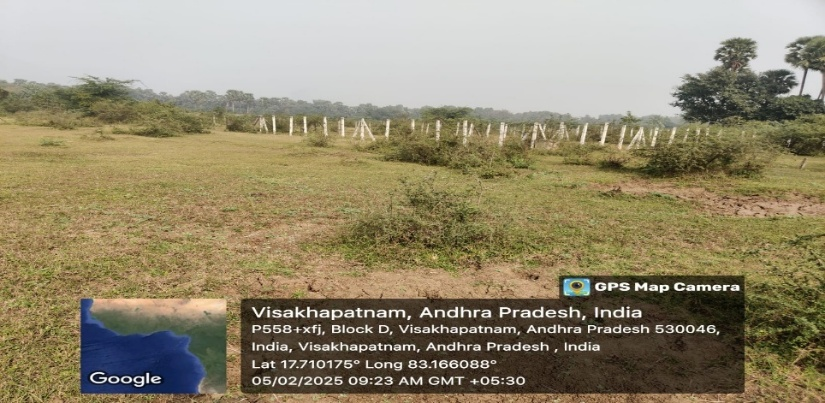 GPS Map Camera
Visakhapatnam, Andhra Pradesh, India
P558+xfj, Block D, Visakhapatnam, Andhra Pradesh 530046,
India, Visakhapatnam, Andhra Pradesh , India
Lat 17.710175° Long 83.166088°
05/02/2025 09:23 AM GMT +05:30
Google